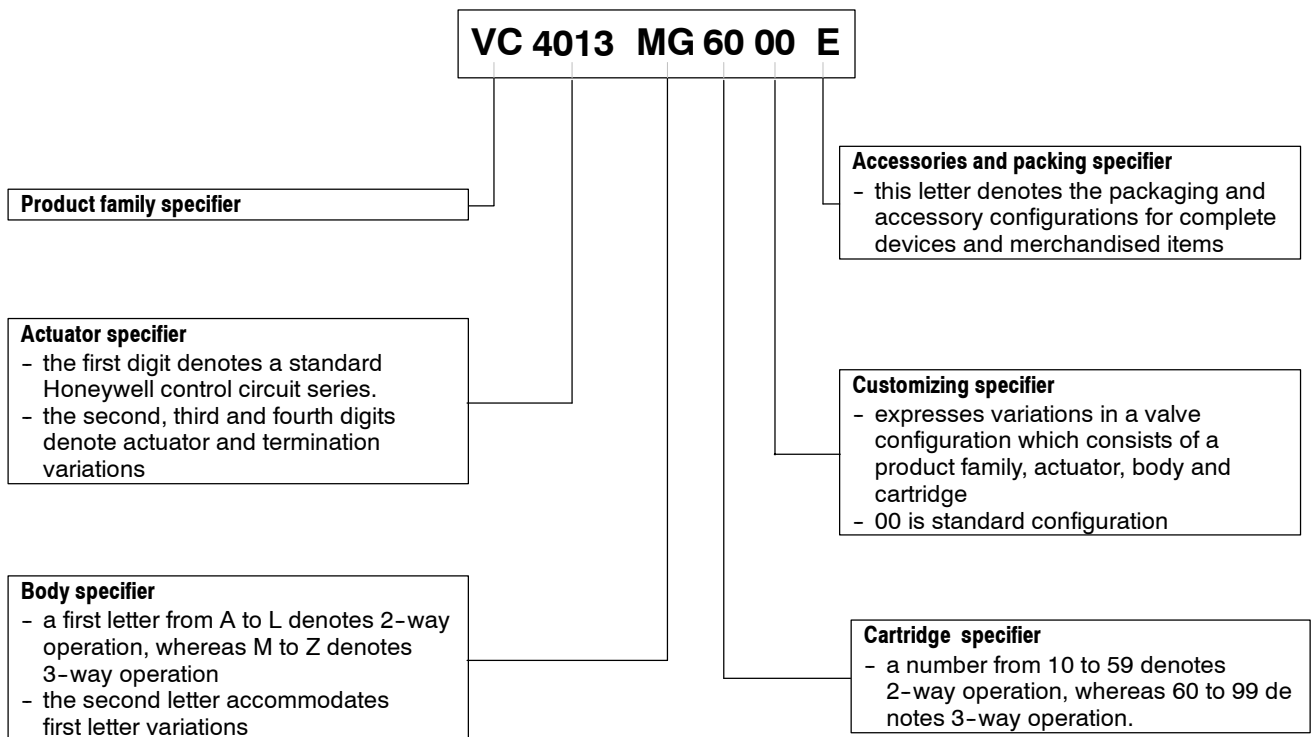 VC 4013 MG 60 00 E
Product family specifier
Actuator specifier
- the first digit denotes a standard
Honeywell control circuit series.
- the second, third and fourth digits
denote actuator and termination
variations
Body specifier
- a first letter from A to L denotes 2-way
operation, whereas M to Z denotes
3-way operation
- the second letter accommodates
first letter variations
Accessories and packing specifier
- this letter denotes the packaging and
accessory configurations for complete
devices and merchandised items
Customizing specifier
- expresses variations in a valve
configuration which consists of a
product family, actuator, body and
cartridge
- 00 is standard configuration
Cartridge specifier
- a number from 10 to 59 denotes
2-way operation, whereas 60 to 99 de
notes 3-way operation.